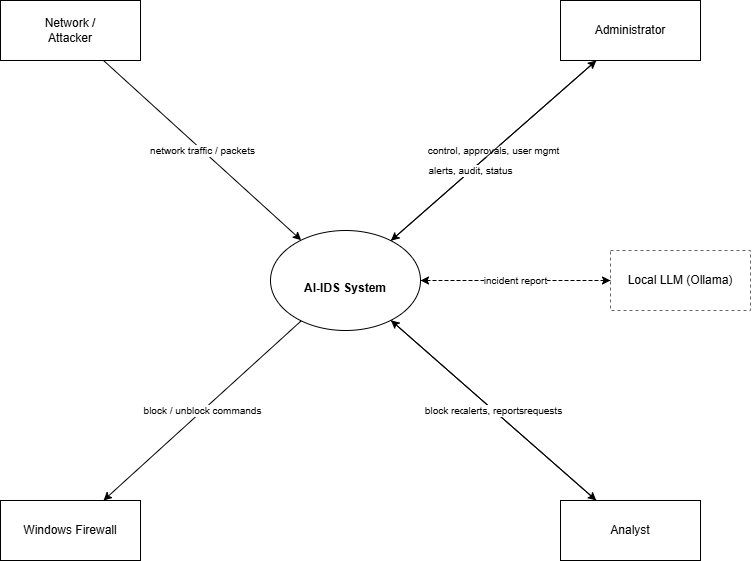 Network /
Attacker
Administrator
network traffic / packets
control, approvals, user mgmt
alerts, audit, status
AI-IDS System
incident report
Local LLM (Ollama)
block / unblock commands
block recalerts, reportsrequests
Windows Firewall
Analyst